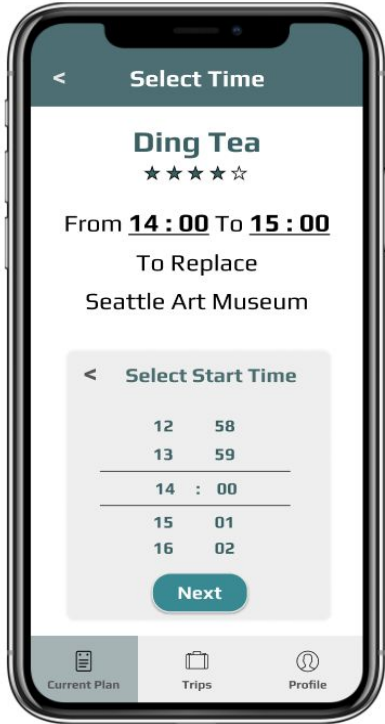 < Select Time
Ding Tea
★★★★☆
From 14 : 00 To 15 : 00
To Replace
Seattle Art Museum
< Select Start Time
12 58
13 59
14 : 00
15 01
16 02
Next
Current Plan Trips Profile